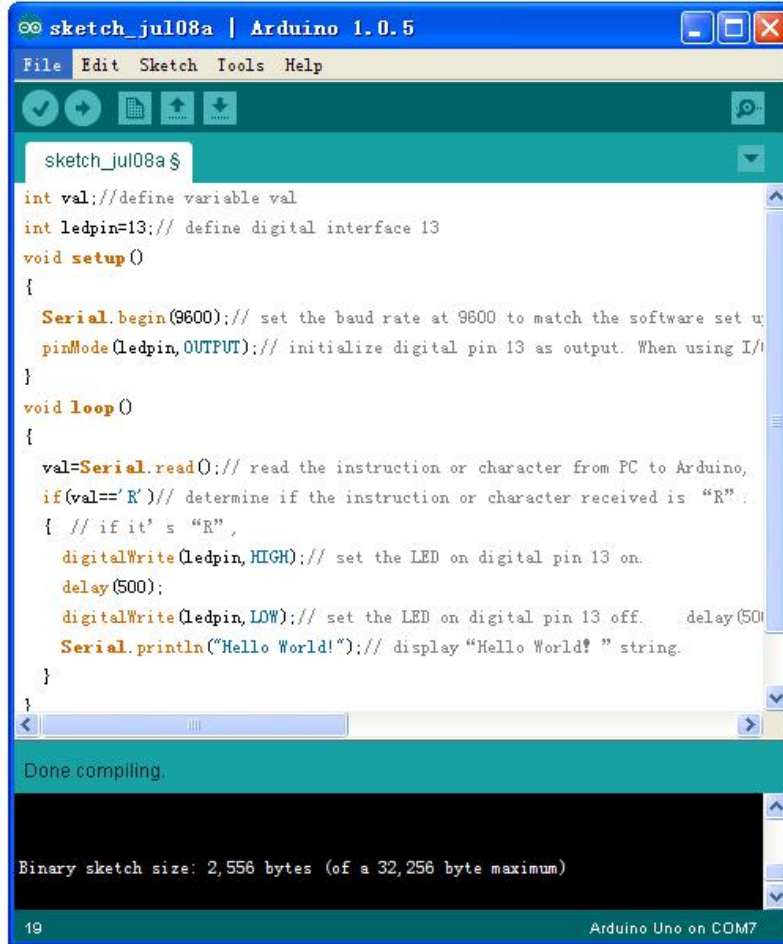 sketch_jul08a | Arduino 1.0.5
File Edit Sketch Tools Help
sketch_jul08a §
int val;//define variable val
int ledpin=13;// define digital interface 13
void setup()
{
Serial.begin(9600);// set the baud rate at 9600 to match the software set
pinMode(ledpin,OUTPUT);// initialize digital pin 13 as output. When using
}
void loop()
{
val=Serial.read();// read the instruction or character from PC to Arduino,
if(val=='R')// determine if the instruction or character received is “R”.
{ // if it’s “R”,
digitalWrite(ledpin,HIGH);// set the LED on digital pin 13 on.
delay(500);
digitalWrite(ledpin,LOW);// set the LED on digital pin 13 off. delay(50
Serial.println("Hello World!");// display “Hello World! ” string.
}
}
Done compiling.
Binary sketch size: 2,556 bytes (of a 32,256 byte maximum)
19 Arduino Uno on COM7